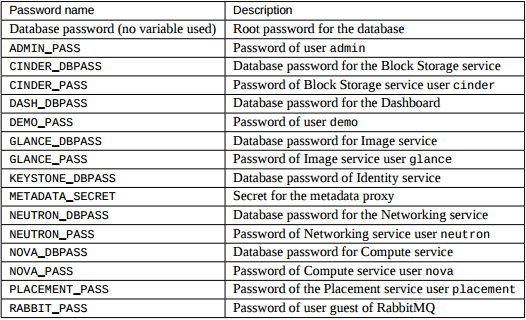 Password name Description
Database password (no variable used) Root password for the database
ADMIN_PASS Password of user admin
CINDER_DBPASS Database password for the Block Storage service
CINDER_PASS Password of Block Storage service user cinder
DASH_DBPASS Database password for the Dashboard
DEMO_PASS Password of user demo
GLANCE_DBPASS Database password for Image service
GLANCE_PASS Password of Image service user glance
KEYSTONE_DBPASS Database password of Identity service
METADATA_SECRET Secret for the metadata proxy
NEUTRON_DBPASS Database password for the Networking service
NEUTRON_PASS Password of Networking service user neutron
NOVA_DBPASS Database password for Compute service
NOVA_PASS Password of Compute service user nova
PLACEMENT_PASS Password of the Placement service user placement
RABBIT_PASS Password of user guest of RabbitMQ